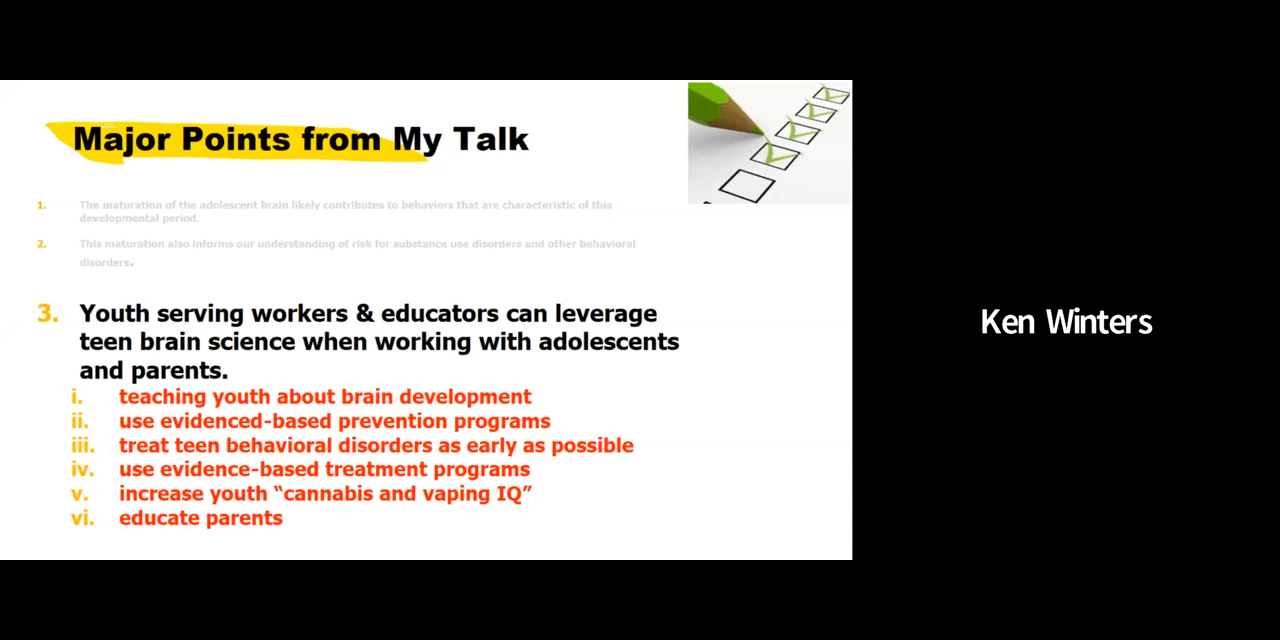 Major Points from My Talk
1. The maturation of the adolescent brain likely contributes to behaviors that are characteristic of this
developmental period.
2. This maturation also informs our understanding of risk for substance use disorders and other behavioral
disorders.
3. Youth serving workers & educators can leverage
teen brain science when working with adolescents
and parents.
i. teaching youth about brain development
ii. use evidenced-based prevention programs
iii. treat teen behavioral disorders as early as possible
iv. use evidence-based treatment programs
v. increase youth “cannabis and vaping IQ”
vi. educate parents
Ken Winters